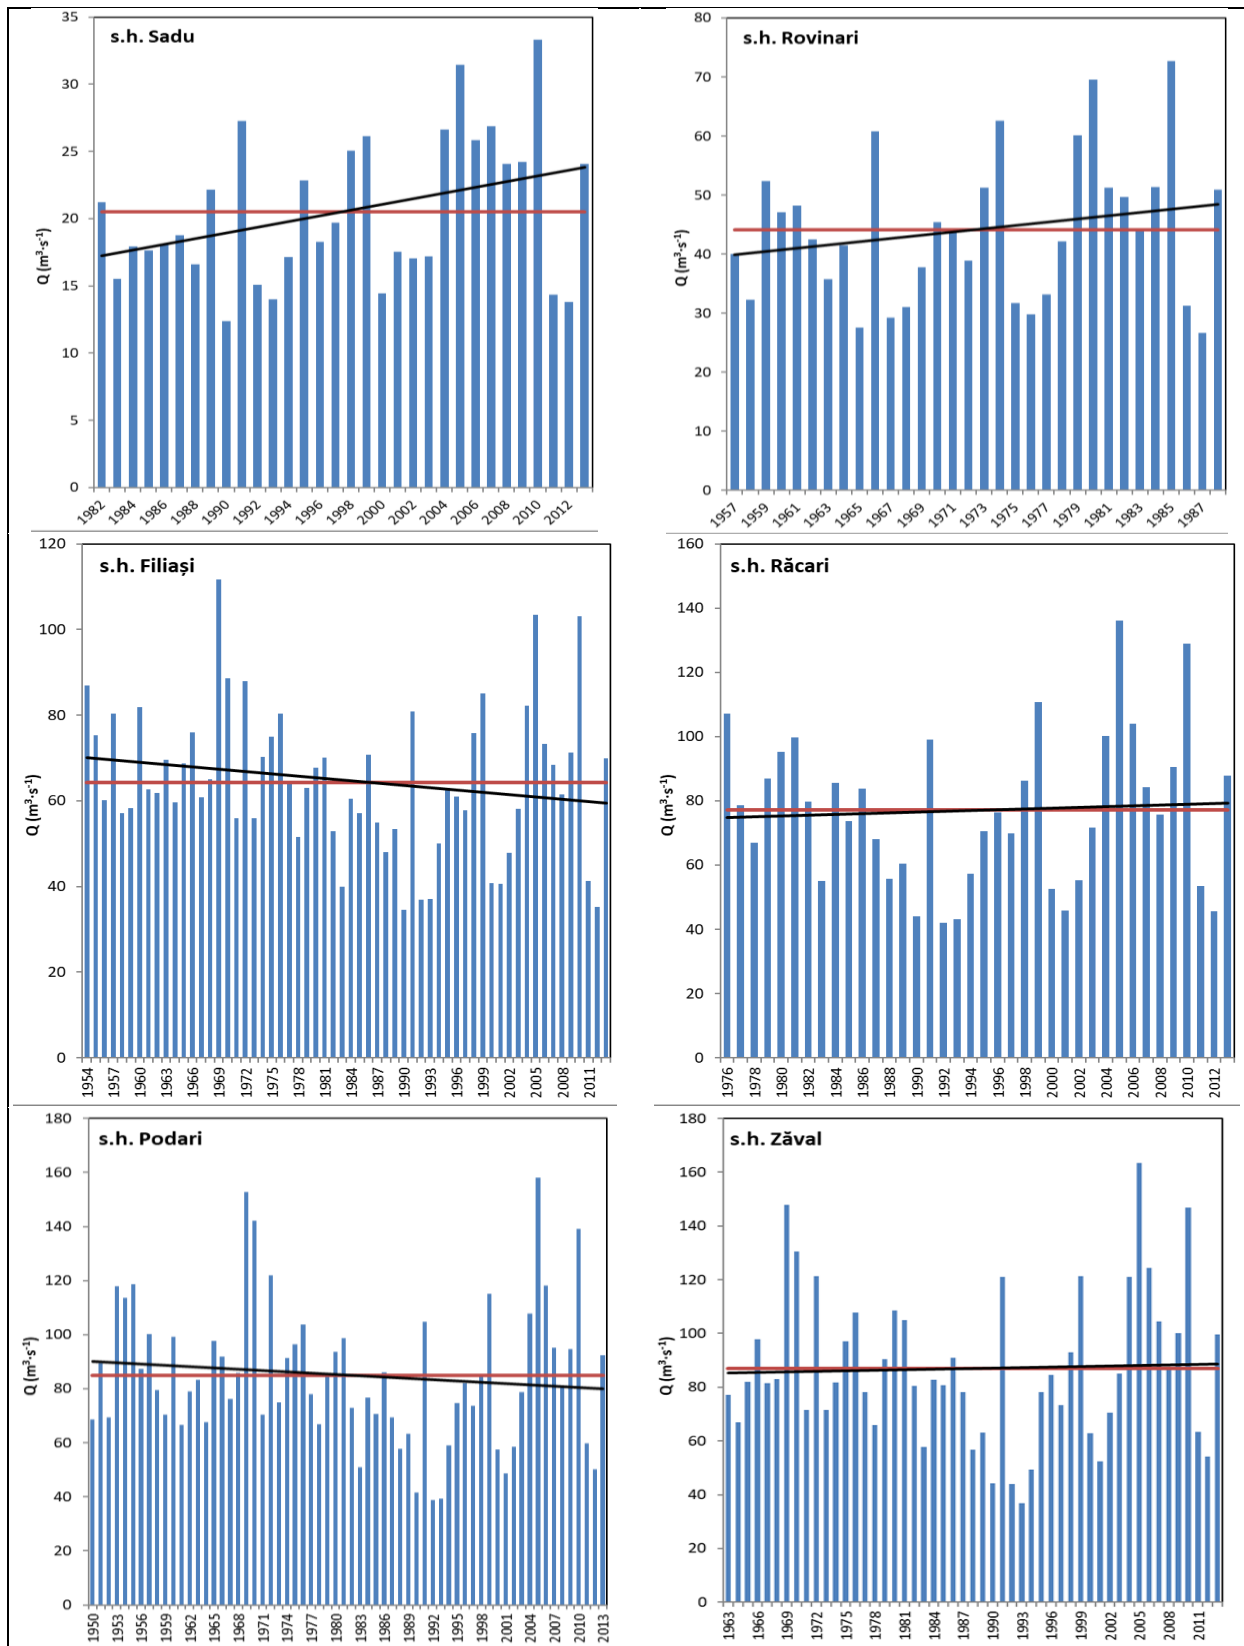 s.h. Sadu
Q (m³·s⁻¹)
35
30
25
20
15
10
5
0
1982 1984 1986 1988 1990 1992 1994 1996 1998 2000 2002 2004 2006 2008 2010 2012
s.h. Rovinari
Q (m³·s⁻¹)
80
70
60
50
40
30
20
10
0
1957 1959 1961 1963 1965 1967 1969 1971 1973 1975 1977 1979 1981 1983 1985 1987
s.h. Filiași
Q (m³·s⁻¹)
120
100
80
60
40
20
0
1954 1957 1960 1963 1966 1969 1972 1975 1978 1981 1984 1987 1990 1993 1996 1999 2002 2005 2008 2011
s.h. Răcari
Q (m³·s⁻¹)
160
140
120
100
80
60
40
20
0
1976 1978 1980 1982 1984 1986 1988 1990 1992 1994 1996 1998 2000 2002 2004 2006 2008 2010 2012
s.h. Podari
Q (m³·s⁻¹)
180
160
140
120
100
80
60
40
20
0
1950 1953 1956 1959 1962 1965 1968 1971 1974 1977 1980 1983 1986 1989 1992 1995 1998 2001 2004 2007 2010 2013
s.h. Zăval
Q (m³·s⁻¹)
180
160
140
120
100
80
60
40
20
0
1963 1966 1969 1972 1975 1978 1981 1984 1987 1990 1993 1996 1999 2002 2005 2008 2011